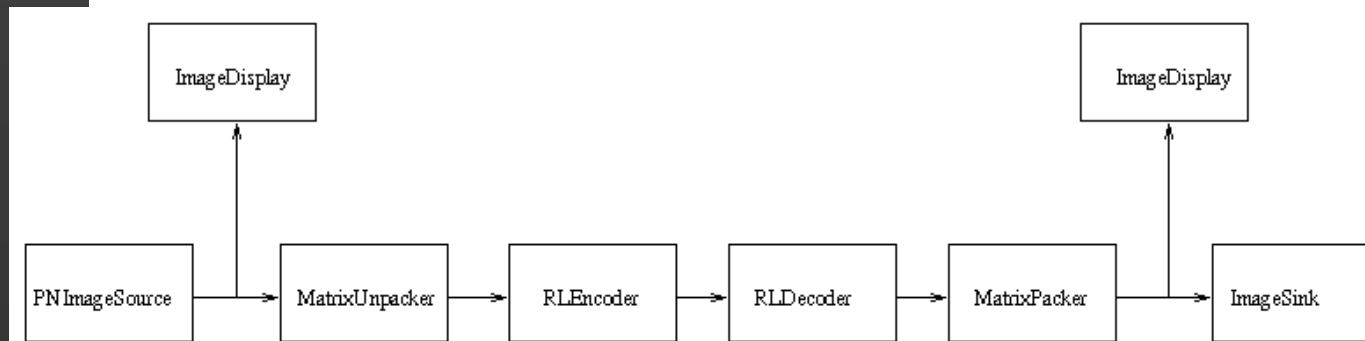 ImageDisplay
ImageDisplay
PNImageSource
MatrixUnpacker
RLEncoder
RLDecoder
MatrixPacker
ImageSink